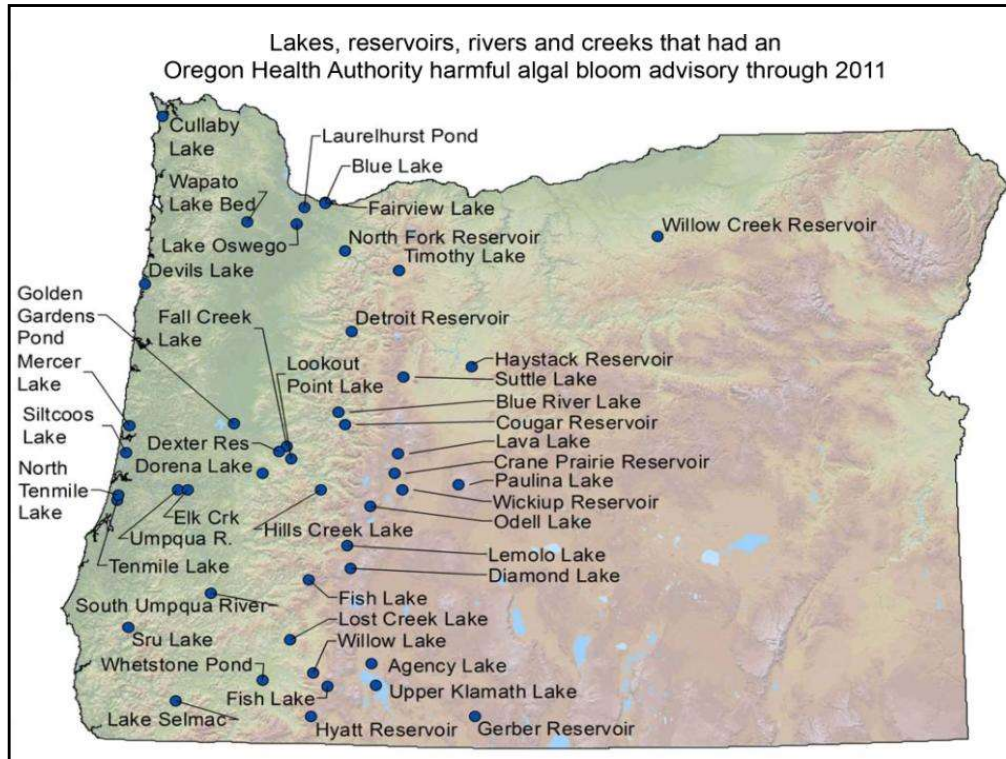 Lakes, reservoirs, rivers and creeks that had an
Oregon Health Authority harmful algal bloom advisory through 2011
Cullaby
Lake
Laurelhurst Pond
Blue Lake
Wapato
Lake Bed
Fairview Lake
Lake Oswego
North Fork Reservoir
Willow Creek Reservoir
Timothy Lake
Devils Lake
Golden
Gardens
Pond
Fall Creek
Lake
Detroit Reservoir
Mercer
Lake
Lookout
Point Lake
Haystack Reservoir
Suttle Lake
Blue River Lake
Siltcoos
Lake
Cougar Reservoir
Dexter Res
Lava Lake
Dorena Lake
Crane Prairie Reservoir
North
Tenmile
Lake
Paulina Lake
Wickiup Reservoir
Elk Crk
Odell Lake
Hills Creek Lake
Umpqua R.
Lemolo Lake
Tenmile Lake
Diamond Lake
Fish Lake
South Umpqua River
Lost Creek Lake
Sru Lake
Willow Lake
Whetstone Pond
Agency Lake
Fish Lake
Upper Klamath Lake
Lake Selmac
Hyatt Reservoir
Gerber Reservoir